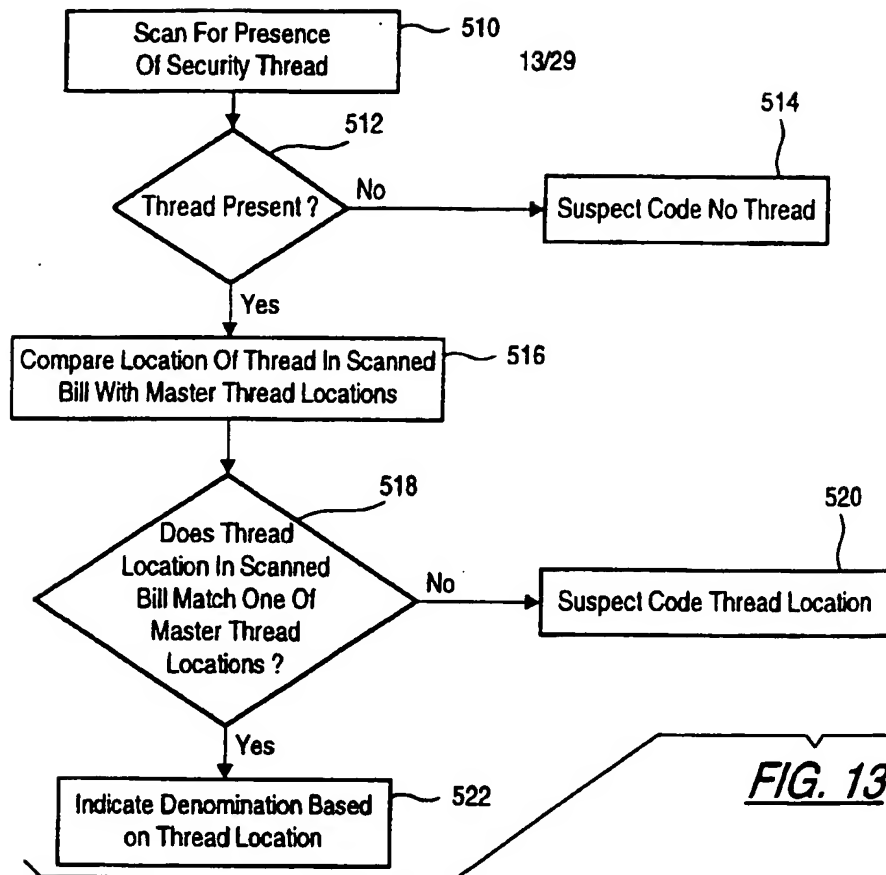 Scan For Presence
Of Security Thread
510
13/29
512
514
Thread Present ?
No
Suspect Code No Thread
Yes
Compare Location Of Thread In Scanned
Bill With Master Thread Locations
516
518
520
Does Thread
Location In Scanned
Bill Match One Of
Master Thread
Locations ?
No
Suspect Code Thread Location
Yes
Indicate Denomination Based
on Thread Location
522
FIG. 13